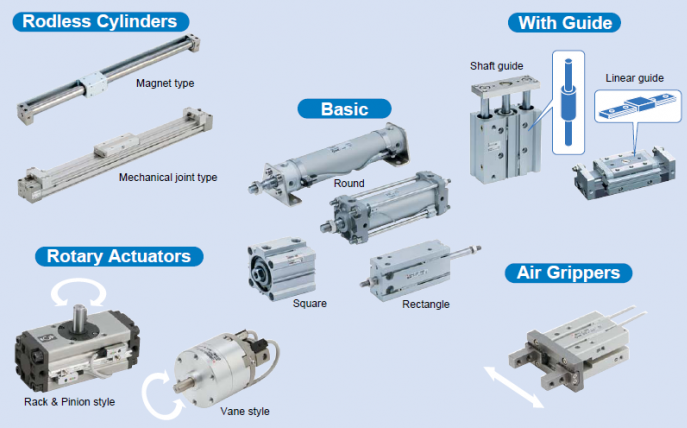 Rodless Cylinders
Magnet type
Mechanical joint type
Basic
Round
Square
Rectangle
With Guide
Shaft guide
Linear guide
Rotary Actuators
Rack & Pinion style
Vane style
Air Grippers